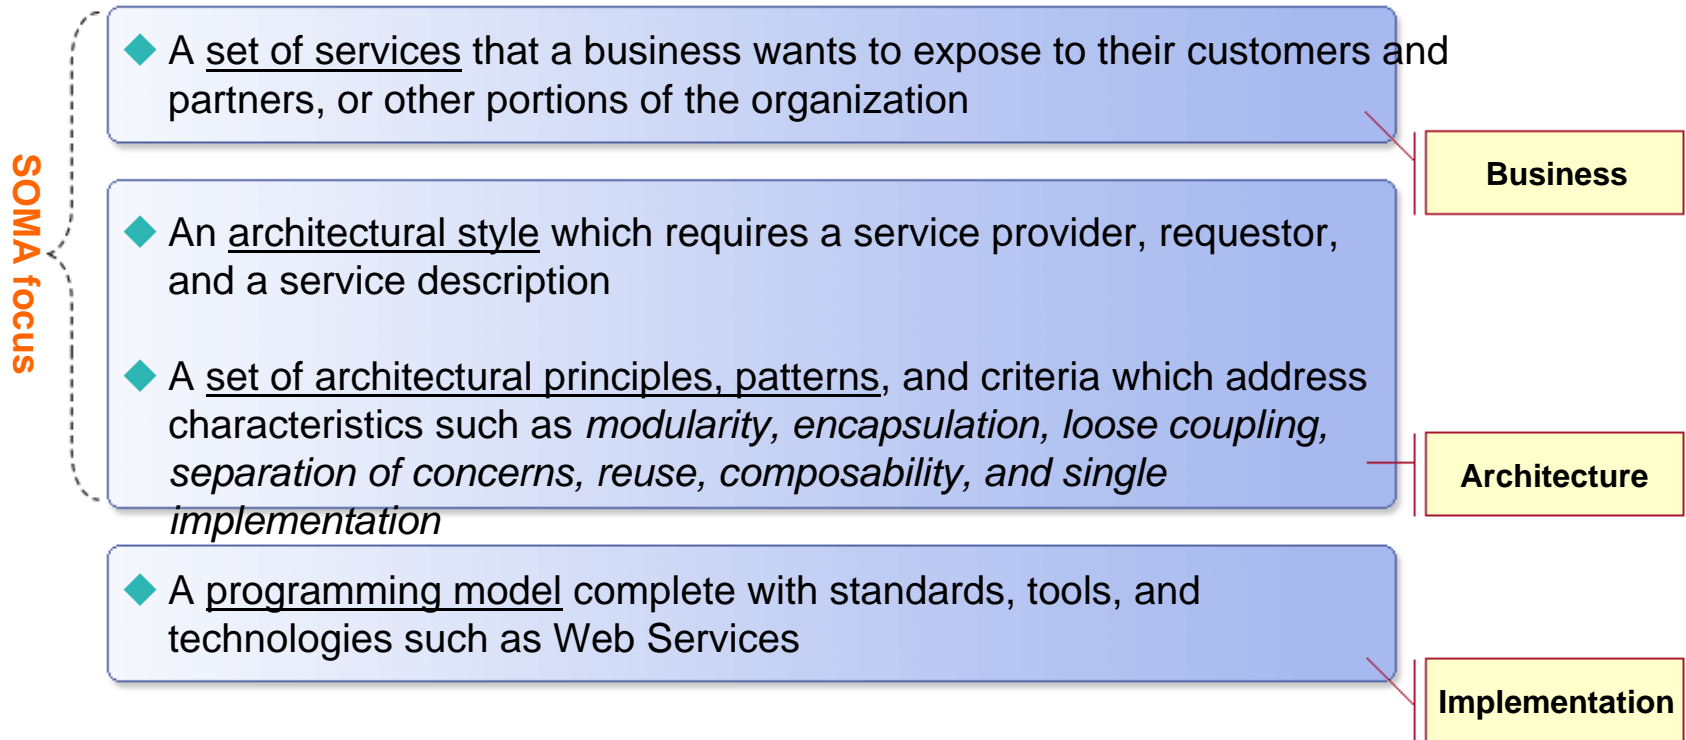 SOMA focus
A set of services that a business wants to expose to their customers and
partners, or other portions of the organization
Business
An architectural style which requires a service provider, requestor,
and a service description
A set of architectural principles, patterns, and criteria which address
characteristics such as modularity, encapsulation, loose coupling,
separation of concerns, reuse, composability, and single
implementation
Architecture
A programming model complete with standards, tools, and
technologies such as Web Services
Implementation